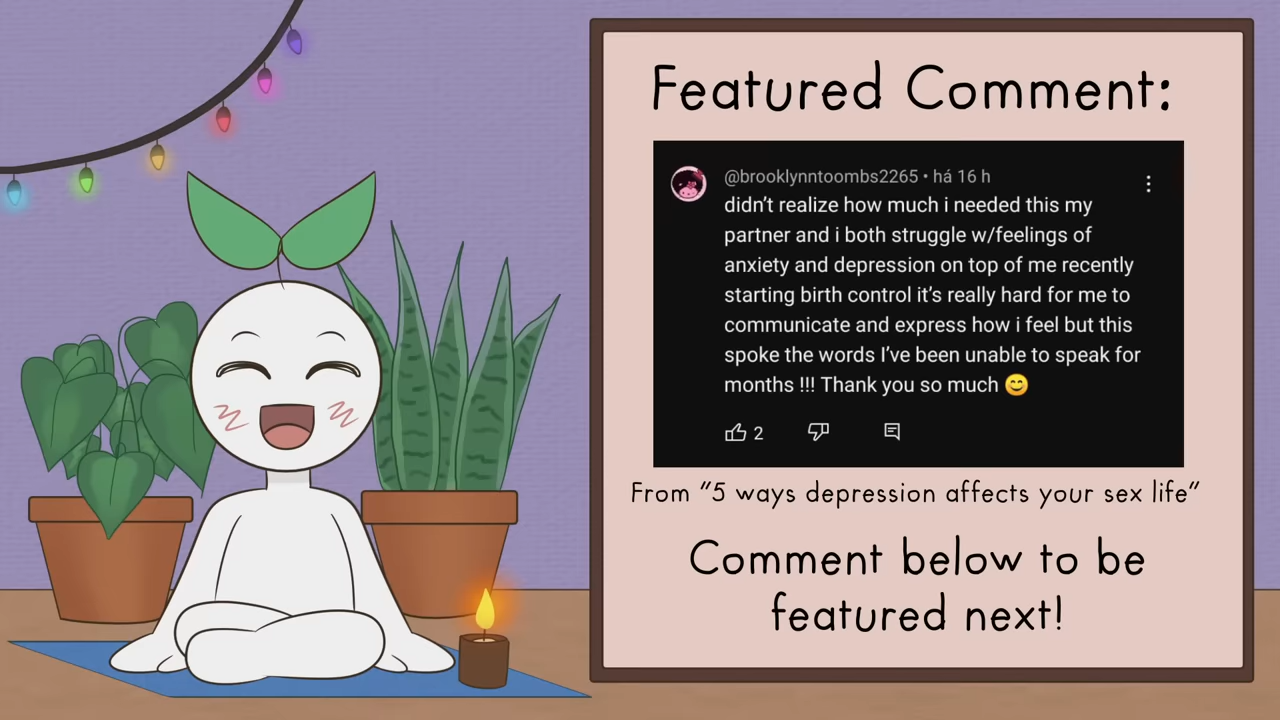 Featured Comment:
@brooklynntoombs2265 • há 16 h
didn't realize how much i needed this my
partner and i both struggle w/feelings of
anxiety and depression on top of me recently
starting birth control it's really hard for me to
communicate and express how i feel but this
spoke the words I've been unable to speak for
months !!! Thank you so much 😊
2
From "5 ways depression affects your sex life"
Comment below to be
featured next!